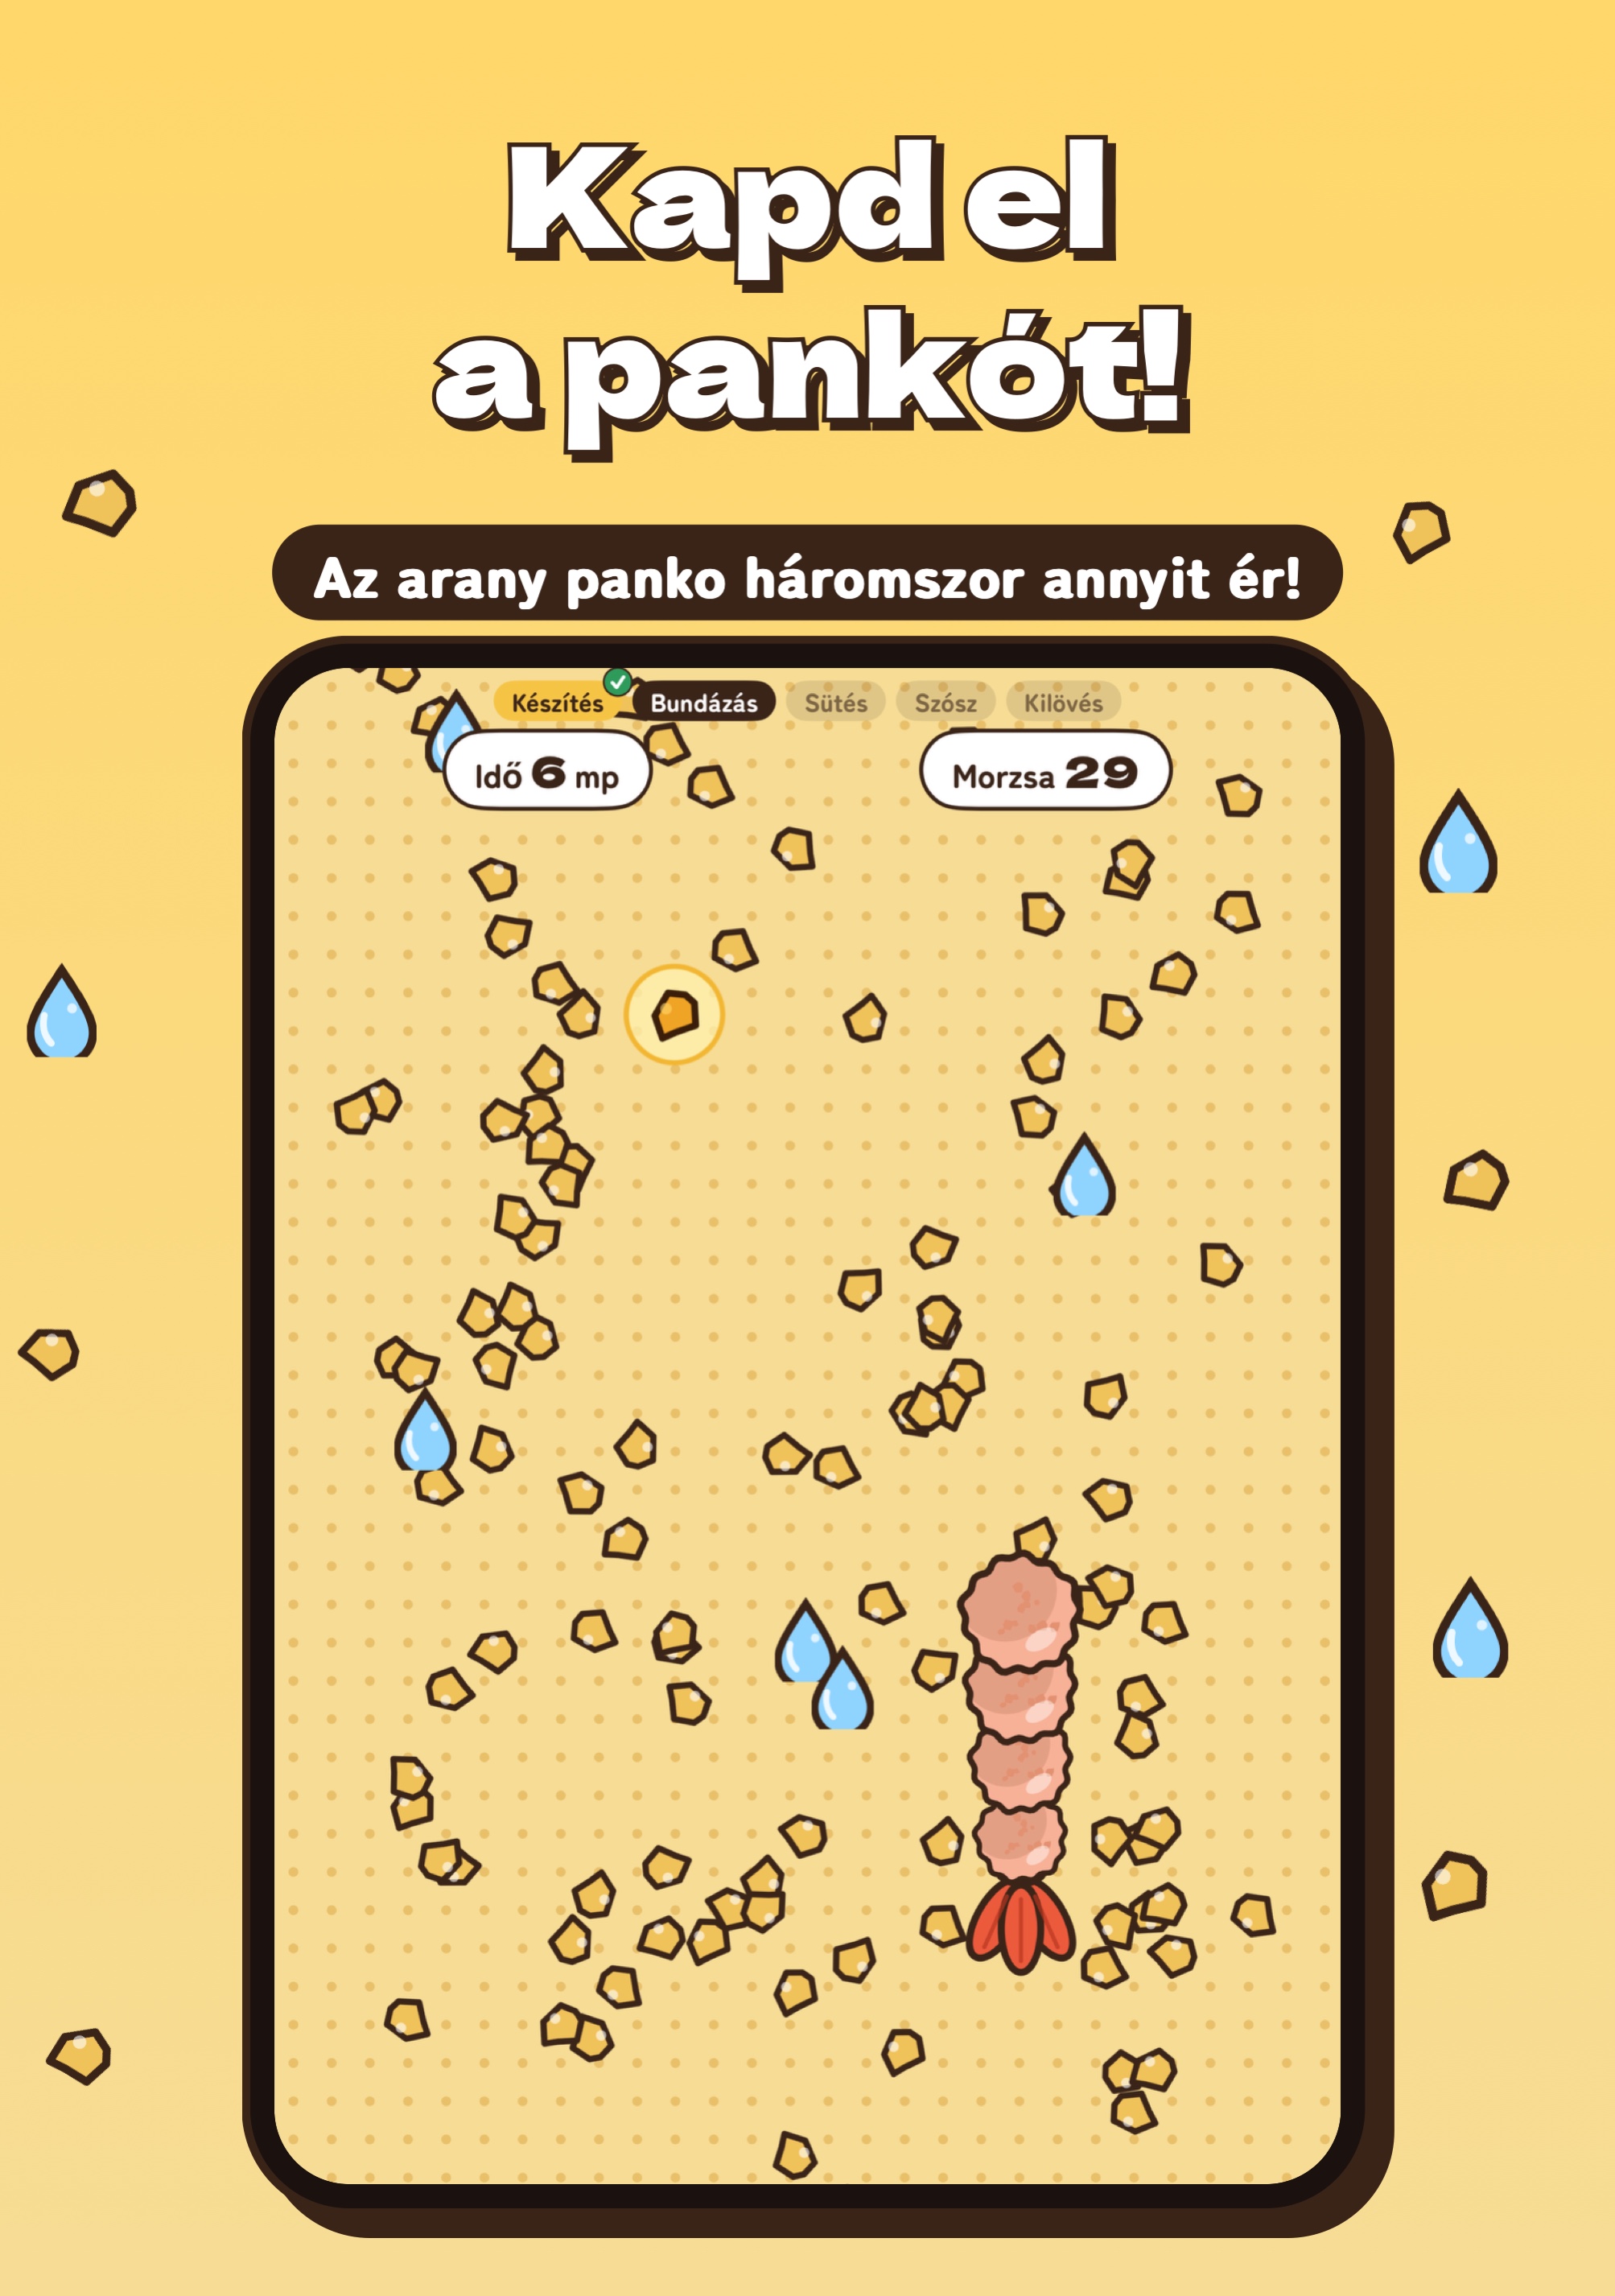 Kapd el
a pankót!
Az arany panko háromszor annyit ér!
Készítés Bundázás Sütés Szósz Kilövés
Idő 6 mp Morzsa 29